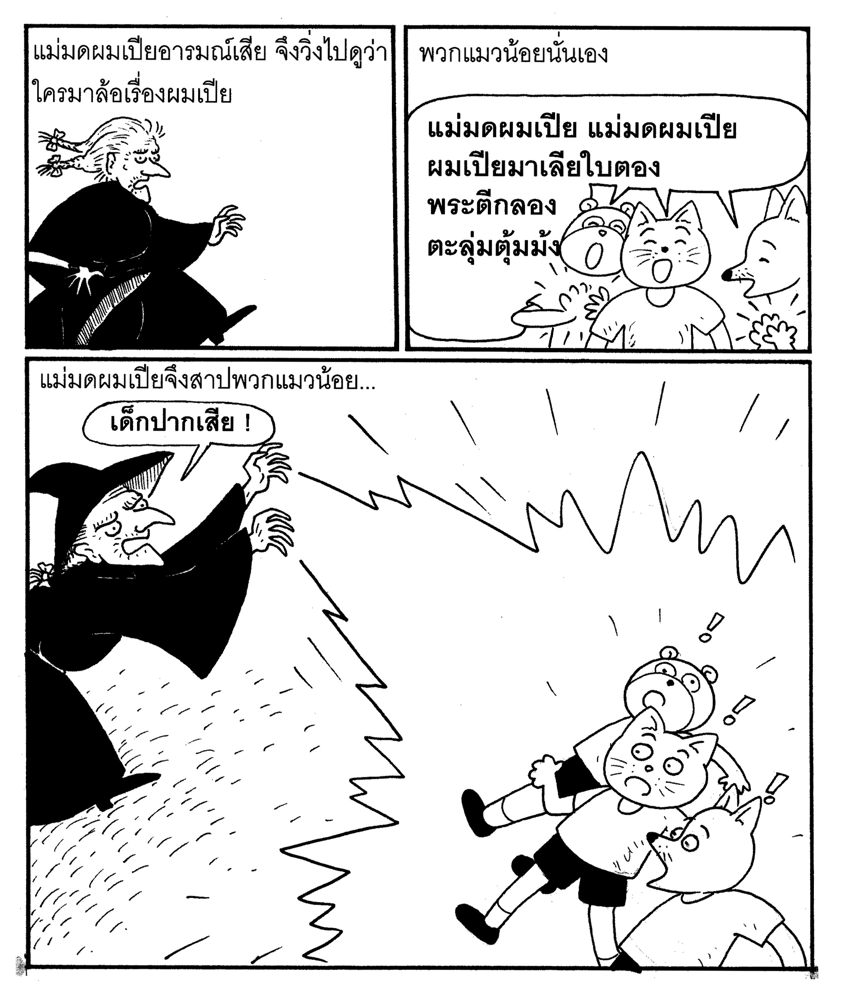 แม่มดผมเปียอารมณ์เสีย จึงวิ่งไปดูว่า
ใครมาล้อเรื่องผมเปีย
พวกแมวน้อยนั่นเอง
แม่มดผมเปีย แม่มดผมเปีย
ผมเปียมาเลียใบตอง
พระตีกลอง
ตะลุ่มตุ้มม้ง
แม่มดผมเปียจึงสาปพวกแมวน้อย...
เด็กปากเสีย !
!
!
!